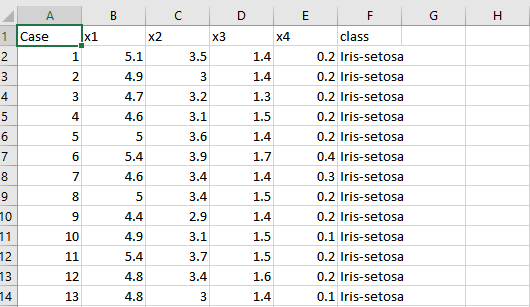 A B C D E F G H
1 Case x1 x2 x3 x4 class
2 1 5.1 3.5 1.4 0.2 Iris-setosa
3 2 4.9 3 1.4 0.2 Iris-setosa
4 3 4.7 3.2 1.3 0.2 Iris-setosa
5 4 4.6 3.1 1.5 0.2 Iris-setosa
6 5 5 3.6 1.4 0.2 Iris-setosa
7 6 5.4 3.9 1.7 0.4 Iris-setosa
8 7 4.6 3.4 1.4 0.3 Iris-setosa
9 8 5 3.4 1.5 0.2 Iris-setosa
10 9 4.4 2.9 1.4 0.2 Iris-setosa
11 10 4.9 3.1 1.5 0.1 Iris-setosa
12 11 5.4 3.7 1.5 0.2 Iris-setosa
13 12 4.8 3.4 1.6 0.2 Iris-setosa
14 13 4.8 3 1.4 0.1 Iris-setosa